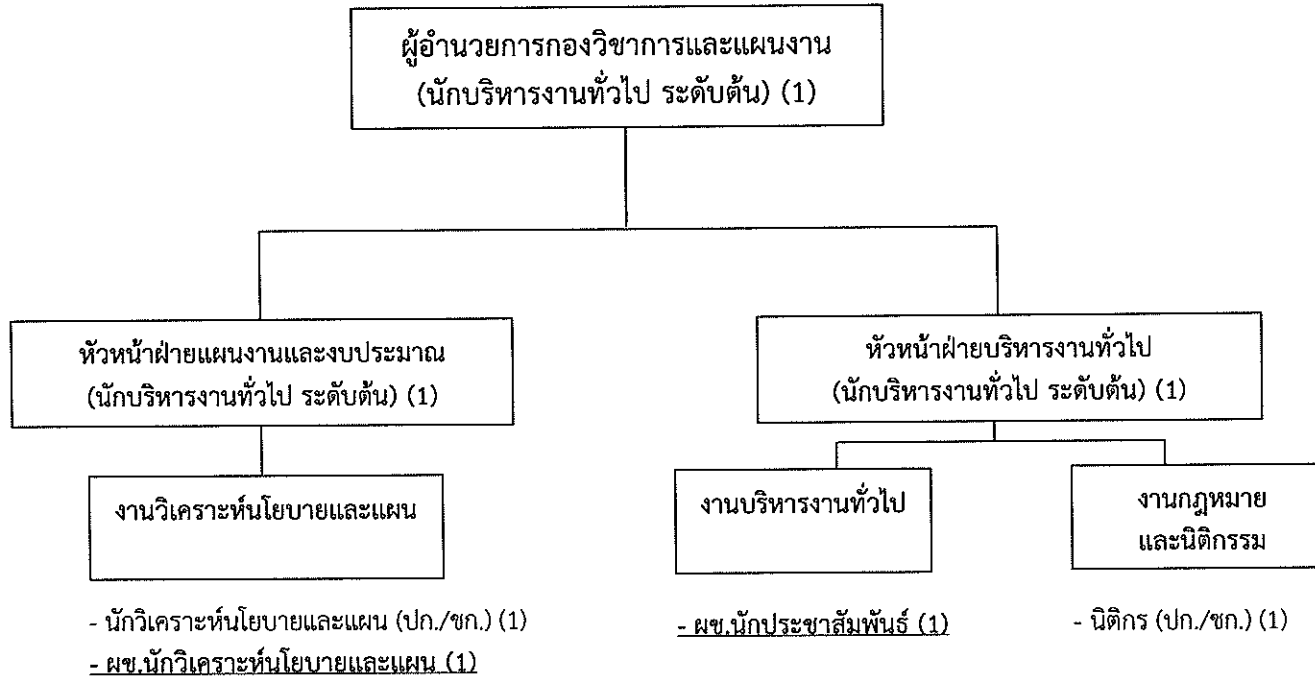 ผู้อำนวยการกองวิชาการและแผนงาน
(นักบริหารงานทั่วไป ระดับต้น) (1)
หัวหน้าฝ่ายแผนงานและงบประมาณ
(นักบริหารงานทั่วไป ระดับต้น) (1)
หัวหน้าฝ่ายบริหารงานทั่วไป
(นักบริหารงานทั่วไป ระดับต้น) (1)
งานวิเคราะห์นโยบายและแผน
งานบริหารงานทั่วไป
งานกฎหมาย
และนิติกรรม
- นักวิเคราะห์นโยบายและแผน (ปก./ชก.) (1)
- ผช.นักวิเคราะห์นโยบายและแผน (1)
- ผช.นักประชาสัมพันธ์ (1)
- นิติกร (ปก./ชก.) (1)